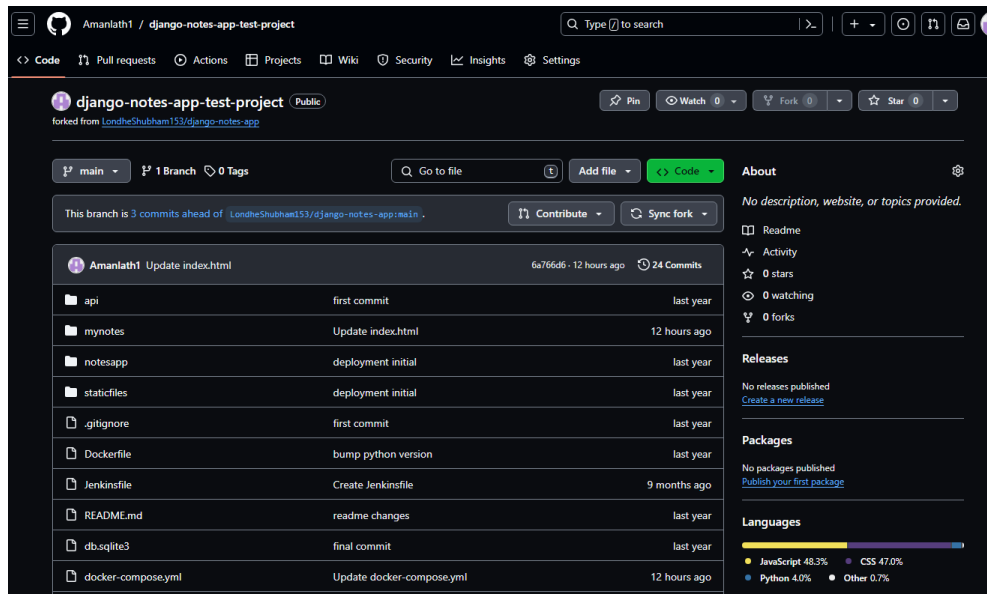 Amanlath1 / django-notes-app-test-project
Type / to search
Code
Pull requests
Actions
Projects
Wiki
Security
Insights
Settings
django-notes-app-test-project Public
Pin
Watch 0
Fork 0
Star 0
forked from LondheShubham153/django-notes-app
main
1 Branch
0 Tags
Go to file
t
Add file
Code
This branch is 3 commits ahead of LondheShubham153/django-notes-app:main .
Contribute
Sync fork
Amanlath1 Update index.html 6a766d6 · 12 hours ago 24 Commits
api first commit last year
mynotes Update index.html 12 hours ago
notesapp deployment initial last year
staticfiles deployment initial last year
.gitignore first commit last year
Dockerfile bump python version last year
Jenkinsfile Create Jenkinsfile 9 months ago
README.md readme changes last year
db.sqlite3 final commit last year
docker-compose.yml Update docker-compose.yml 12 hours ago
About
No description, website, or topics provided.
Readme
Activity
0 stars
0 watching
0 forks
Releases
No releases published
Create a new release
Packages
No packages published
Publish your first package
Languages
JavaScript 48.3% CSS 47.0%
Python 4.0% Other 0.7%